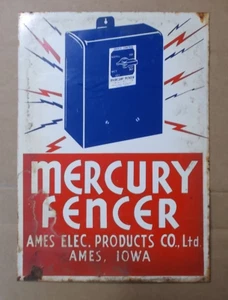 MERCURY
FENCER
AMES ELEC. PRODUCTS CO., Ltd.
AMES, IOWA